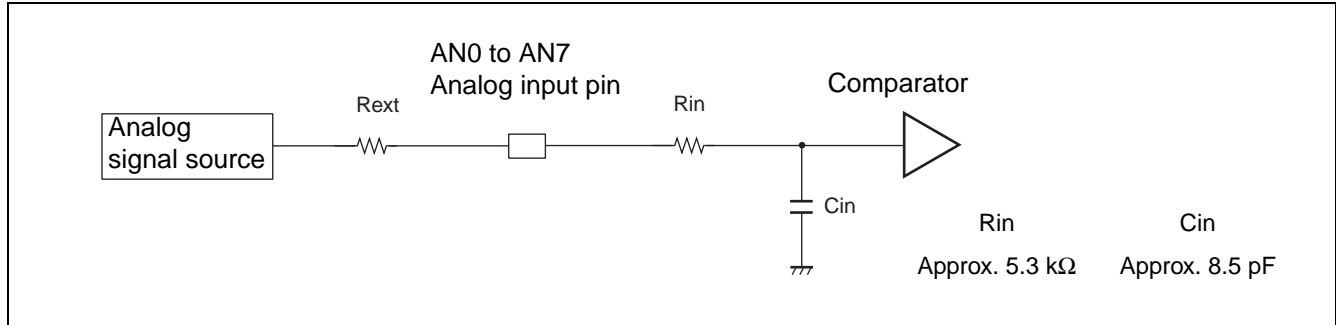 AN0 to AN7
Analog input pin
Comparator
Rext
Rin
Analog
signal source
Cin
Rin
Cin
Approx. 5.3 kΩ
Approx. 8.5 pF